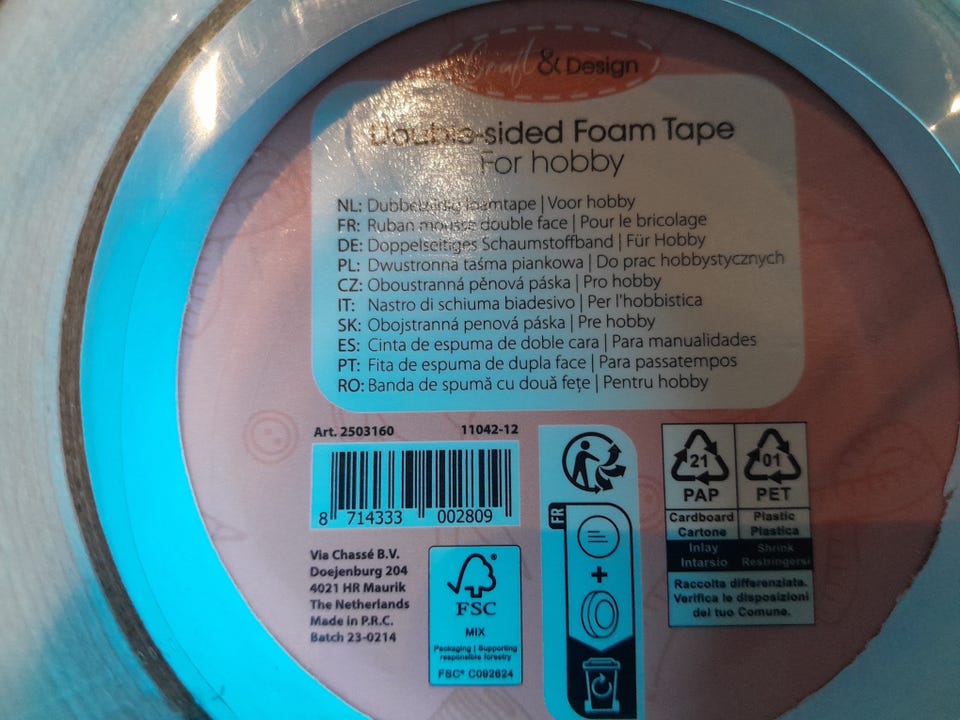 Craft & Design
Double-sided Foam Tape
For hobby
NL: Dubbelzijdig foamtape | Voor hobby
FR: Ruban mousse double face | Pour le bricolage
DE: Doppelseitiges Schaumstoffband | Für Hobby
PL: Dwustronna taśma piankowa | Do prac hobbystycznych
CZ: Oboustranná pěnová páska | Pro hobby
IT: Nastro di schiuma biadesivo | Per l'hobbistica
SK: Obojstranná penová páska | Pre hobby
ES: Cinta de espuma de doble cara | Para manualidades
PT: Fita de espuma de dupla face | Para passatempos
RO: Banda de spumă cu două fețe | Pentru hobby
Art. 2503160 11042-12
8 714333 002809
Via Chassé B.V.
Doejenburg 204
4021 HR Maurik
The Netherlands
Made in P.R.C.
Batch 23-0214
FSC
MIX
Packaging | Supporting
responsible forestry
FSC® C092624
FR
+
21 01
PAP PET
Cardboard Plastic
Cartone Plastica
Inlay Shrink
Intarsio Restringersi
Raccolta differenziata.
Verifica le disposizioni
del tuo Comune.